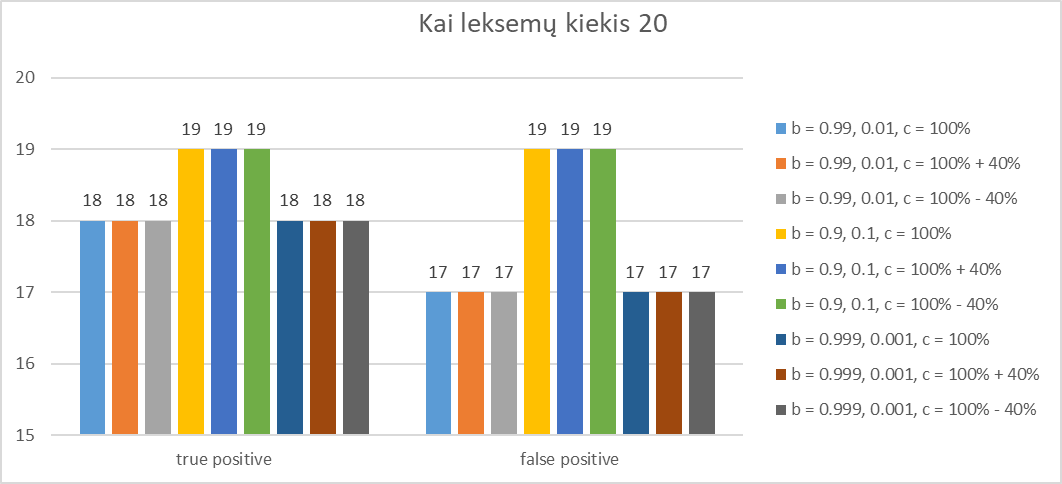 Kai leksemų kiekis 20
20
19
18
17
16
15
18 18 18 19 19 19 18 18 18
17 17 17 19 19 19 17 17 17
true positive
false positive
b = 0.99, 0.01, c = 100%
b = 0.99, 0.01, c = 100% + 40%
b = 0.99, 0.01, c = 100% - 40%
b = 0.9, 0.1, c = 100%
b = 0.9, 0.1, c = 100% + 40%
b = 0.9, 0.1, c = 100% - 40%
b = 0.999, 0.001, c = 100%
b = 0.999, 0.001, c = 100% + 40%
b = 0.999, 0.001, c = 100% - 40%